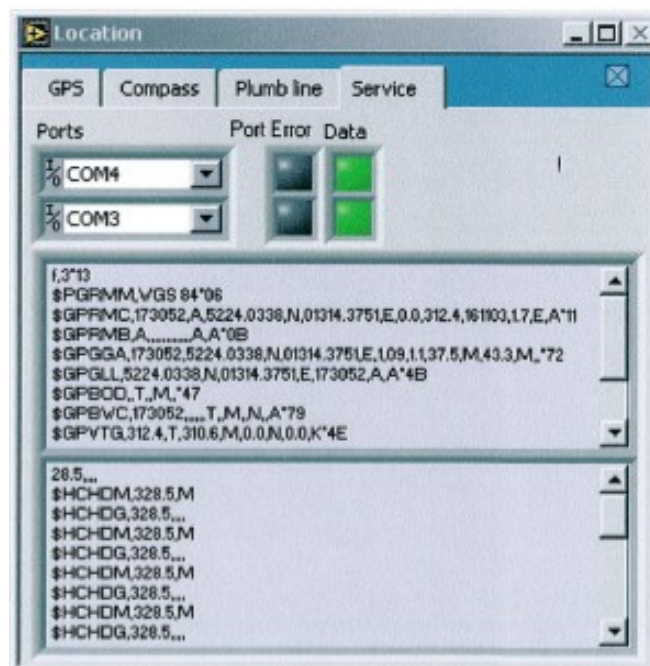 Location
GPS Compass Plumb line Service
Ports Port Error Data
COM4
COM3
f,3*13
$PGRMM,WGS 84*06
$GPRMC,173052,A,5224.0338,N,01314.3751,E,0.0,312.4,161103,1.7,E,A*11
$GPRMB,A,,,,,,,,,,,,A,A*0B
$GPGGA,173052,5224.0338,N,01314.3751,E,1,09,1.1,37.5,M,43.3,M,,*72
$GPGLL,5224.0338,N,01314.3751,E,173052,A,A*4B
$GPBOD,,T,,M,,*47
$GPBWC,173052,,,,,T,,M,,N,,A*79
$GPVTG,312.4,T,310.6,M,0.0,N,0.0,K*4E
28.5,,,
$HCHDM,328.5,M
$HCHDG,328.5,,,
$HCHDM,328.5,M
$HCHDG,328.5,,,
$HCHDM,328.5,M
$HCHDG,328.5,,,
$HCHDM,328.5,M
$HCHDG,328.5,,,